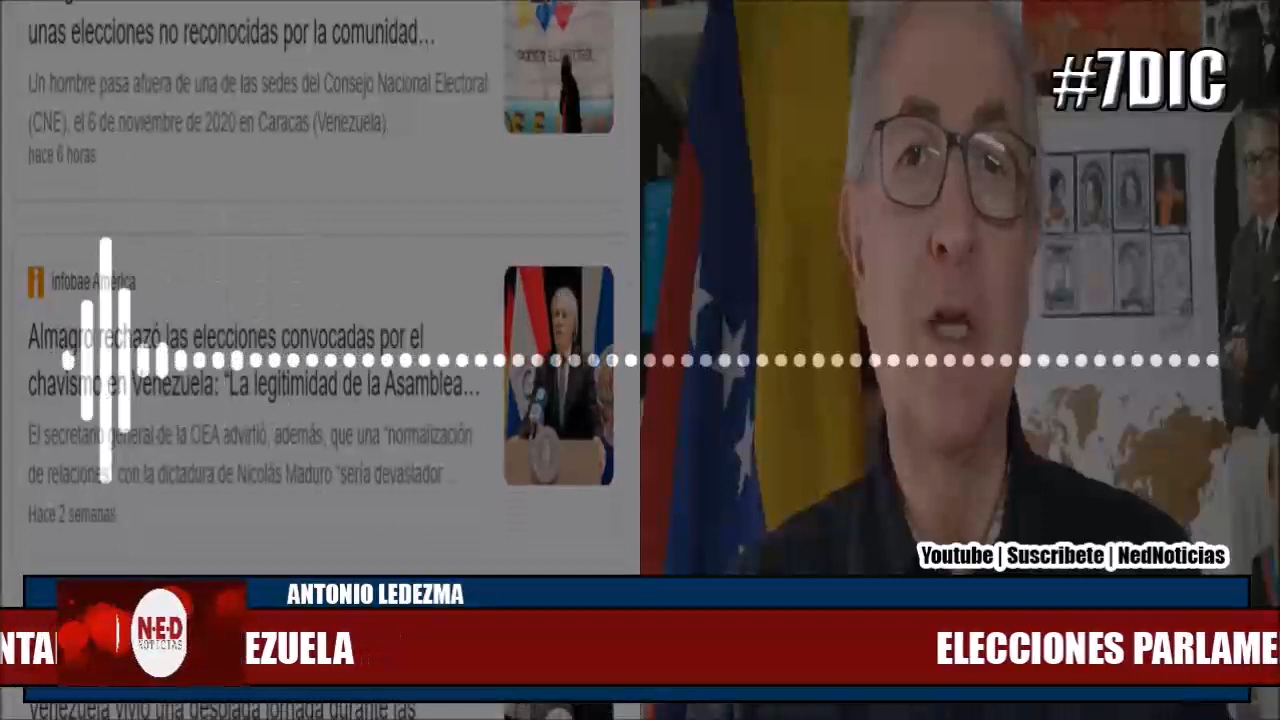 unas elecciones no reconocidas por la comunidad...
Un hombre pasa afuera de una de las sedes del Consejo Nacional Electoral
(CNE), el 6 de noviembre de 2020 en Caracas (Venezuela).
hace 6 horas
PODER ELECTORAL
#7DIC
infobae América
Almagro rechazó las elecciones convocadas por el
chavismo en Venezuela: “La legitimidad de la Asamblea...
El secretario general de la OEA advirtió, además, que una “normalización
de relaciones” con la dictadura de Nicolás Maduro “sería devastador ...
Hace 2 semanas
Youtube | Suscribete | NedNoticias
ANTONIO LEDEZMA
NTA
N·E·D
NOTICIAS
EZUELA
ELECCIONES PARLAME
Venezuela vivió una desolada jornada durante las